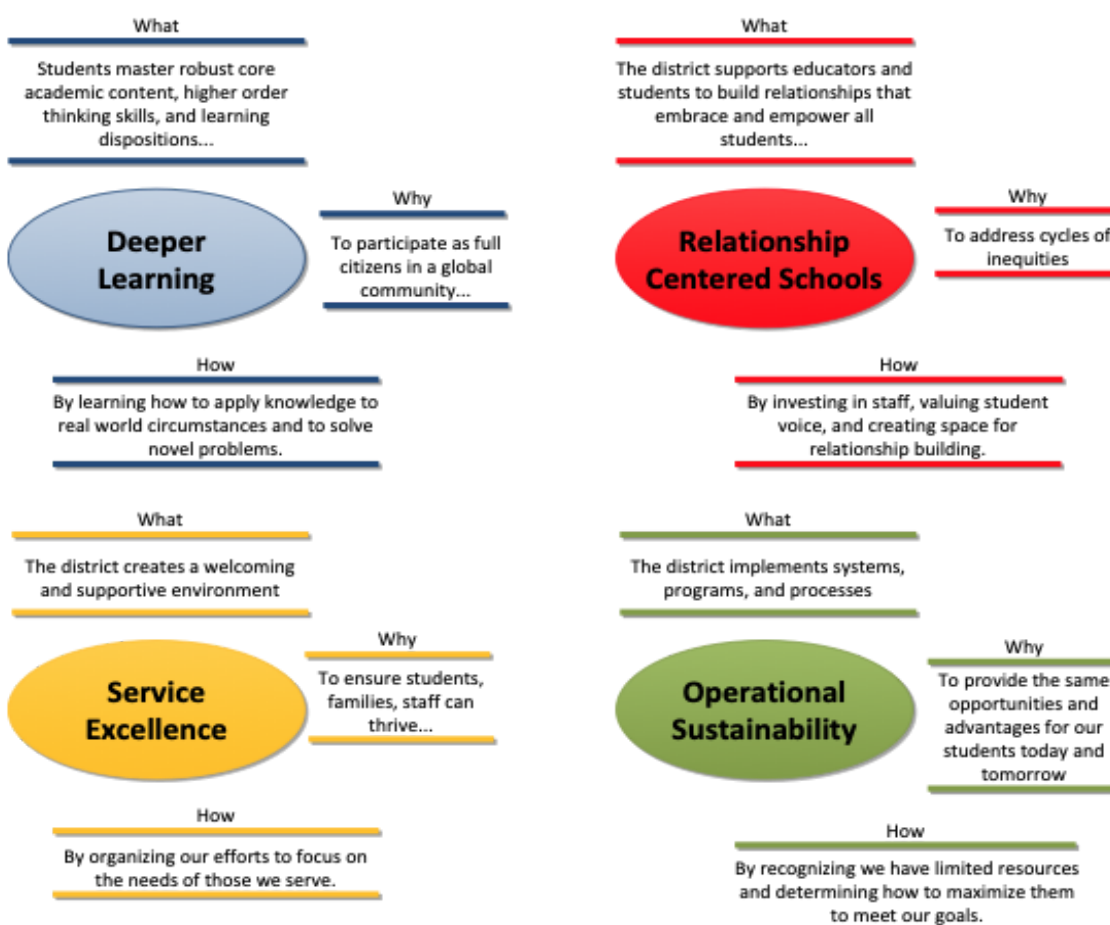 What
Students master robust core
academic content, higher order
thinking skills, and learning
dispositions...
Deeper
Learning
Why
To participate as full
citizens in a global
community...
How
By learning how to apply knowledge to
real world circumstances and to solve
novel problems.
What
The district supports educators and
students to build relationships that
embrace and empower all
students...
Relationship
Centered Schools
Why
To address cycles of
inequities
How
By investing in staff, valuing student
voice, and creating space for
relationship building.
What
The district creates a welcoming
and supportive environment
Service
Excellence
Why
To ensure students,
families, staff can
thrive...
How
By organizing our efforts to focus on
the needs of those we serve.
What
The district implements systems,
programs, and processes
Operational
Sustainability
Why
To provide the same
opportunities and
advantages for our
students today and
tomorrow
How
By recognizing we have limited resources
and determining how to maximize them
to meet our goals.